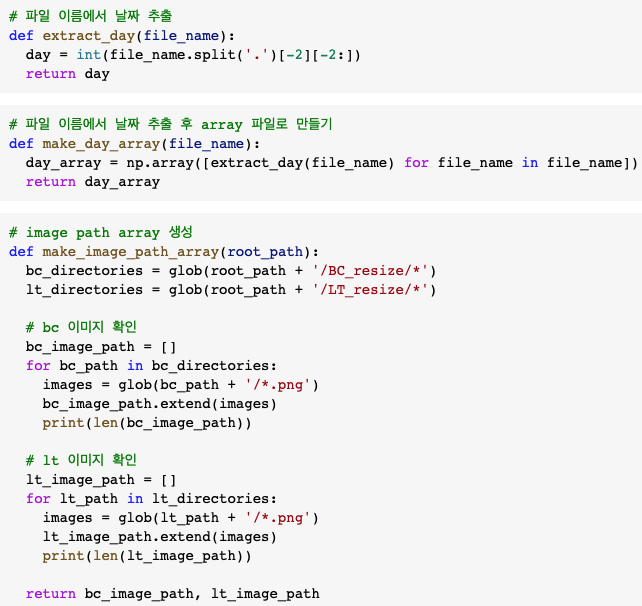 # 파일 이름에서 날짜 추출
def extract_day(file_name):
  day = int(file_name.split('.')[-2][-2:])
  return day
# 파일 이름에서 날짜 추출 후 array 파일로 만들기
def make_day_array(file_name):
  day_array = np.array([extract_day(file_name) for file_name in file_name])
  return day_array
# image path array 생성
def make_image_path_array(root_path):
  bc_directories = glob(root_path + '/BC_resize/*')
  lt_directories = glob(root_path + '/LT_resize/*')
  # bc 이미지 확인
  bc_image_path = []
  for bc_path in bc_directories:
    images = glob(bc_path + '/*.png')
    bc_image_path.extend(images)
    print(len(bc_image_path))
  # lt 이미지 확인
  lt_image_path = []
  for lt_path in lt_directories:
    images = glob(lt_path + '/*.png')
    lt_image_path.extend(images)
    print(len(lt_image_path))
  return bc_image_path, lt_image_path